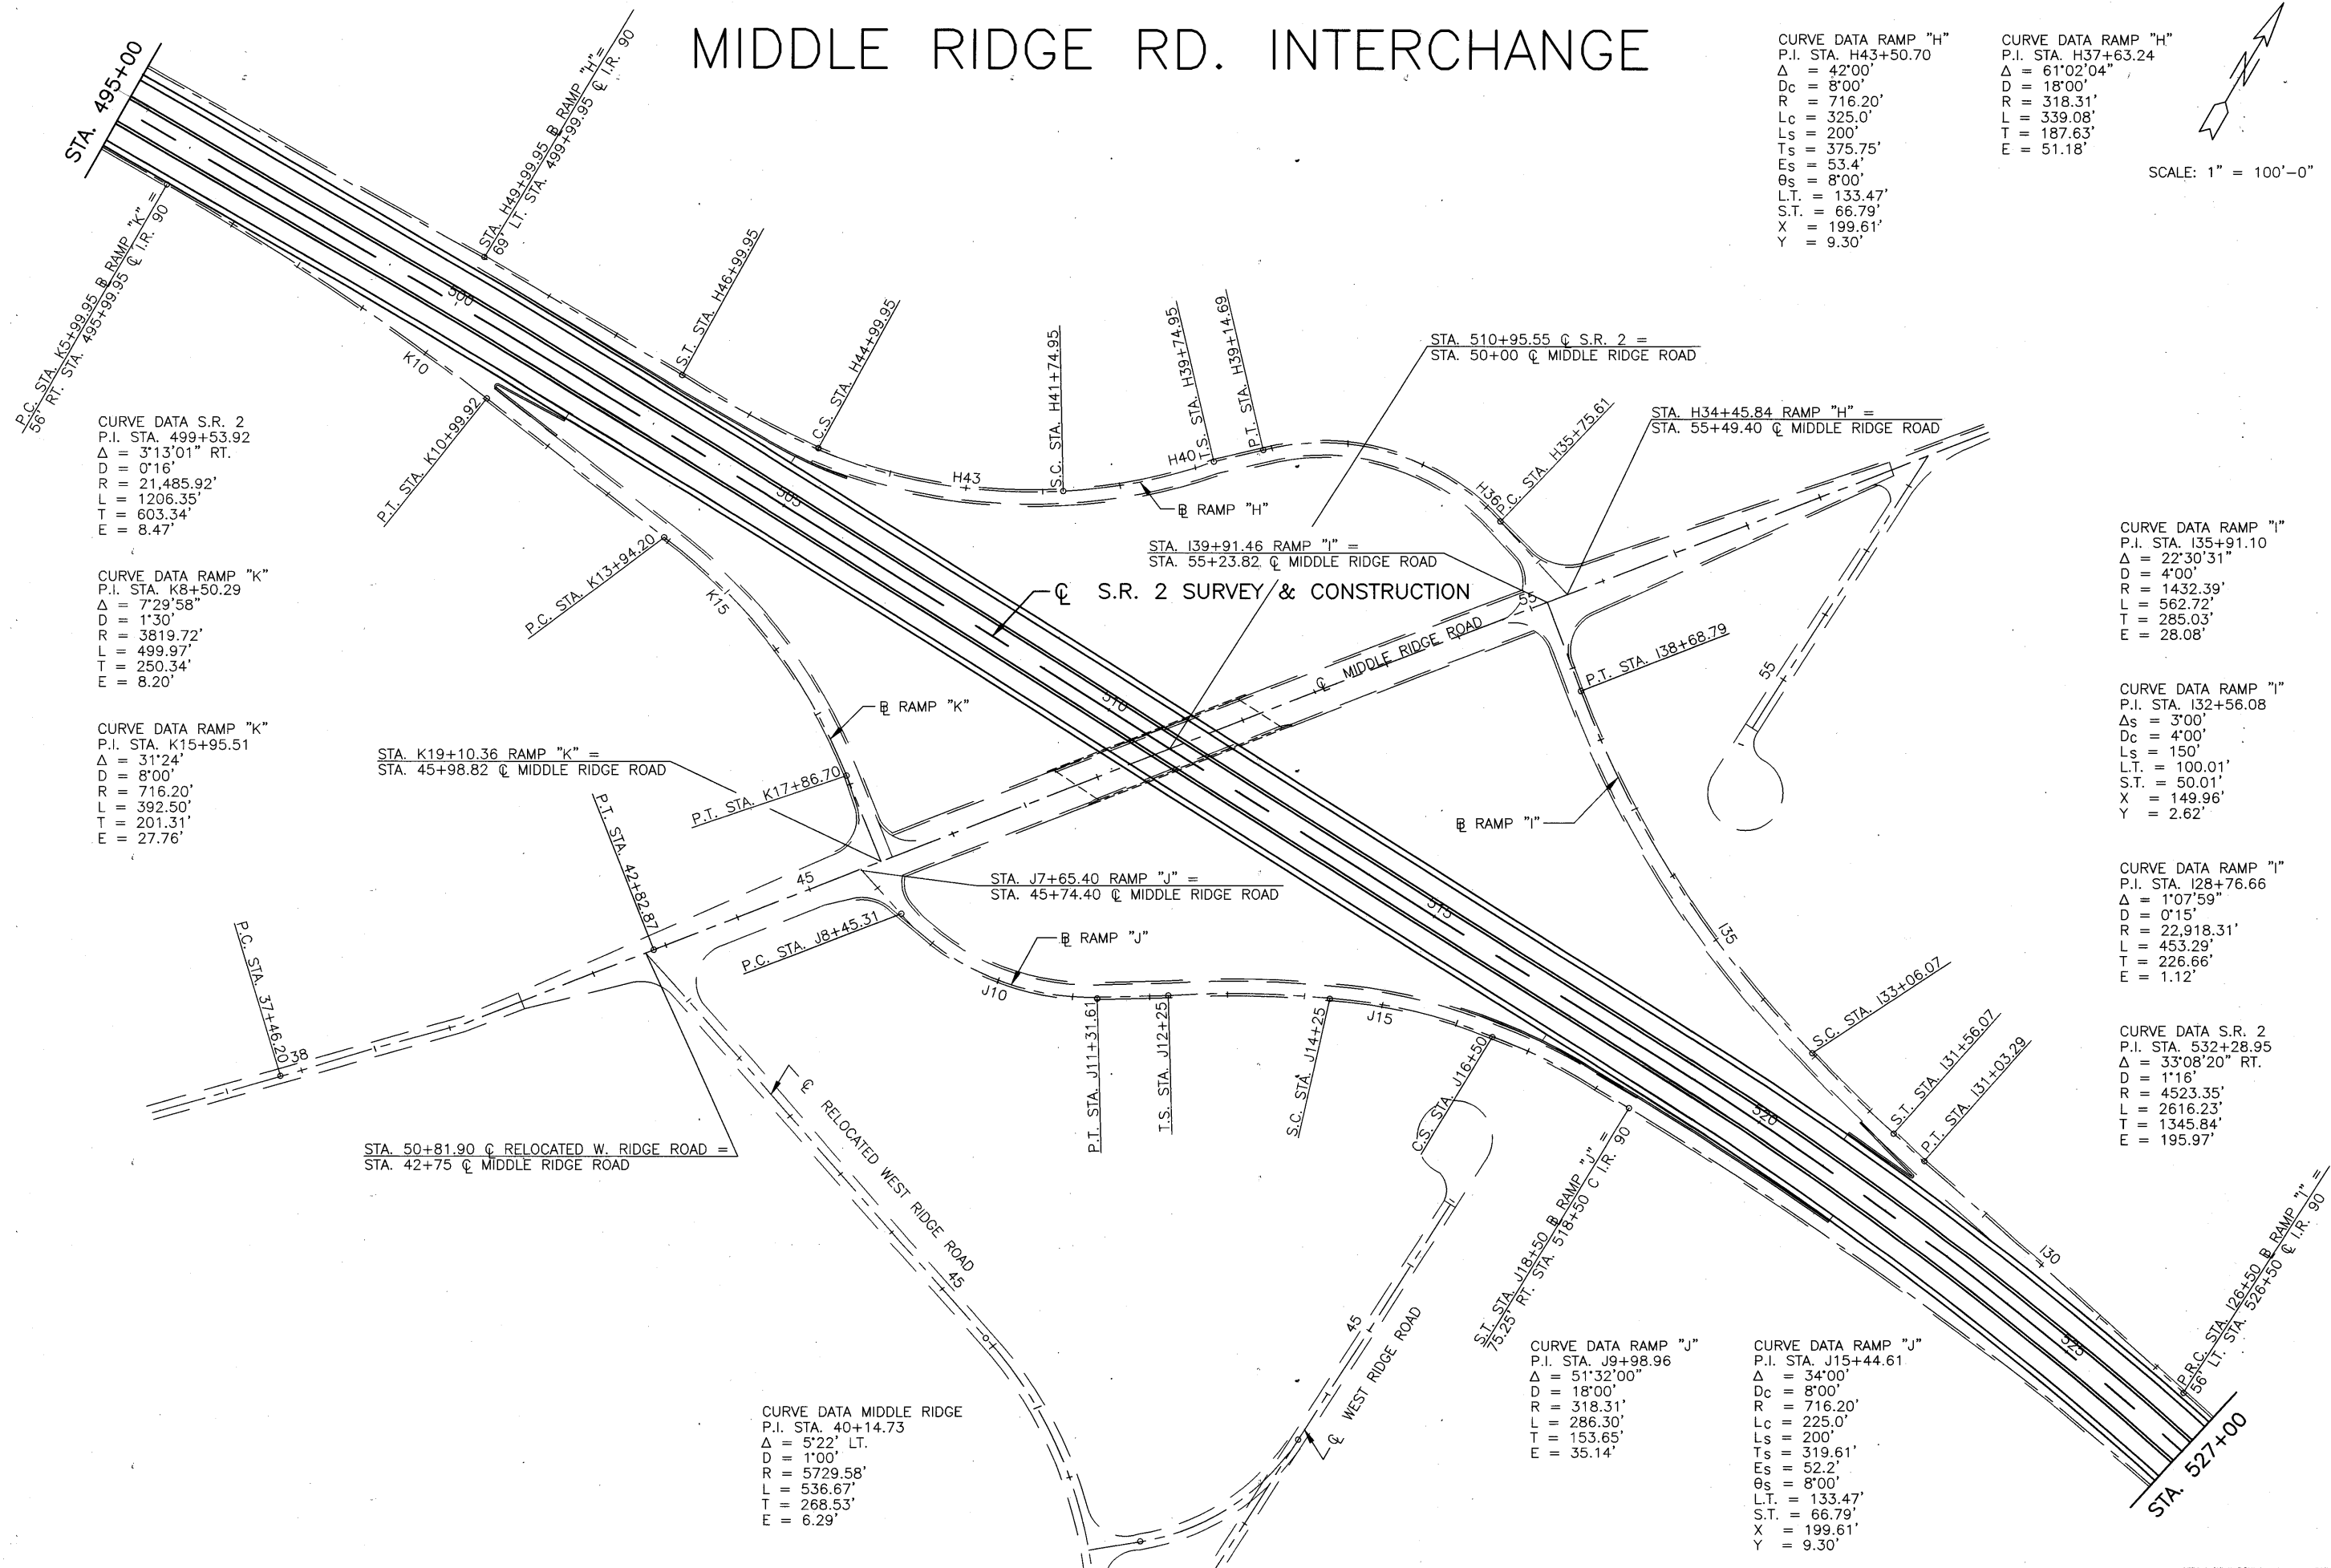 MIDDLE RIDGE RD. INTERCHANGE
CURVE DATA RAMP "H"
P.I. STA. H43+50.70
Δ = 42°00'
Dc = 8°00'
R = 716.20'
Lc = 325.0'
Ls = 200'
Ts = 375.75'
Es = 53.4'
θs = 8°00'
L.T. = 133.47'
S.T. = 66.79'
X = 199.61'
Y = 9.30'
CURVE DATA RAMP "H"
P.I. STA. H37+63.24
Δ = 61°02'04"
D = 18°00'
R = 318.31'
L = 339.08'
T = 187.63'
E = 51.18'
N
SCALE: 1" = 100'-0"
STA. 495+00
P.C. STA. K5+99.95 B RAMP "K" =
56' RT. STA. 495+99.95 ℄ I.R. 90
STA. H49+99.95 B RAMP "H" =
69' LT. STA. 499+99.95 ℄ I.R. 90
S.T. STA. H46+99.95
C.S. STA. H44+99.95
S.C. STA. H41+74.95
T.S. STA. H39+74.95
P.T. STA. H39+14.69
P.C. STA. H35+75.61
STA. 510+95.55 ℄ S.R. 2 =
STA. 50+00 ℄ MIDDLE RIDGE ROAD
STA. H34+45.84 RAMP "H" =
STA. 55+49.40 ℄ MIDDLE RIDGE ROAD
500
K10
H43
H40
H36
B RAMP "H"
505
P.T. STA. K10+99.92
CURVE DATA S.R. 2
P.I. STA. 499+53.92
Δ = 3°13'01" RT.
D = 0°16'
R = 21,485.92'
L = 1206.35'
T = 603.34'
E = 8.47'
CURVE DATA RAMP "K"
P.I. STA. K8+50.29
Δ = 7°29'58"
D = 1°30'
R = 3819.72'
L = 499.97'
T = 250.34'
E = 8.20'
CURVE DATA RAMP "K"
P.I. STA. K15+95.51
Δ = 31°24'
D = 8°00'
R = 716.20'
L = 392.50'
T = 201.31'
E = 27.76'
P.C. STA. K13+94.20
K15
STA. I39+91.46 RAMP "I" =
STA. 55+23.82 ℄ MIDDLE RIDGE ROAD
℄ S.R. 2 SURVEY & CONSTRUCTION
55
℄ MIDDLE RIDGE ROAD
P.T. STA. I38+68.79
55
510
B RAMP "K"
STA. K19+10.36 RAMP "K" =
STA. 45+98.82 ℄ MIDDLE RIDGE ROAD
P.T. STA. K17+86.70
P.T. STA. 42+82.87
B RAMP "I"
CURVE DATA RAMP "I"
P.I. STA. I35+91.10
Δ = 22°30'31"
D = 4°00'
R = 1432.39'
L = 562.72'
T = 285.03'
E = 28.08'
CURVE DATA RAMP "I"
P.I. STA. I32+56.08
Δs = 3°00'
Dc = 4°00'
Ls = 150'
L.T. = 100.01'
S.T. = 50.01'
X = 149.96'
Y = 2.62'
CURVE DATA RAMP "I"
P.I. STA. I28+76.66
Δ = 1°07'59"
D = 0°15'
R = 22,918.31'
L = 453.29'
T = 226.66'
E = 1.12'
CURVE DATA S.R. 2
P.I. STA. 532+28.95
Δ = 33°08'20" RT.
D = 1°16'
R = 4523.35'
L = 2616.23'
T = 1345.84'
E = 195.97'
45
STA. J7+65.40 RAMP "J" =
STA. 45+74.40 ℄ MIDDLE RIDGE ROAD
515
I35
P.C. STA. J8+45.31
B RAMP "J"
P.C. STA. 37+46.20
38
J10
J15
P.T. STA. J11+31.61
T.S. STA. J12+25
S.C. STA. J14+25
C.S. STA. J16+50
S.C. STA. I33+06.07
S.T. STA. I31+56.07
P.T. STA. I31+03.29
520
STA. 50+81.90 ℄ RELOCATED W. RIDGE ROAD =
STA. 42+75 ℄ MIDDLE RIDGE ROAD
℄ RELOCATED WEST RIDGE ROAD
45
S.T. STA. J18+50 B RAMP "J" =
75.25' RT. STA. 518+50 C I.R. 90
I30
P.R.C. STA. I26+50 B RAMP "I" =
56' LT. STA. 526+50 ℄ I.R. 90
45
℄ WEST RIDGE ROAD
525
STA. 527+00
CURVE DATA MIDDLE RIDGE
P.I. STA. 40+14.73
Δ = 5°22' LT.
D = 1°00'
R = 5729.58'
L = 536.67'
T = 268.53'
E = 6.29'
CURVE DATA RAMP "J"
P.I. STA. J9+98.96
Δ = 51°32'00"
D = 18°00'
R = 318.31'
L = 286.30'
T = 153.65'
E = 35.14'
CURVE DATA RAMP "J"
P.I. STA. J15+44.61
Δ = 34°00'
Dc = 8°00'
R = 716.20'
Lc = 225.0'
Ls = 200'
Ts = 319.61'
Es = 52.2'
θs = 8°00'
L.T. = 133.47'
S.T. = 66.79'
X = 199.61'
Y = 9.30'